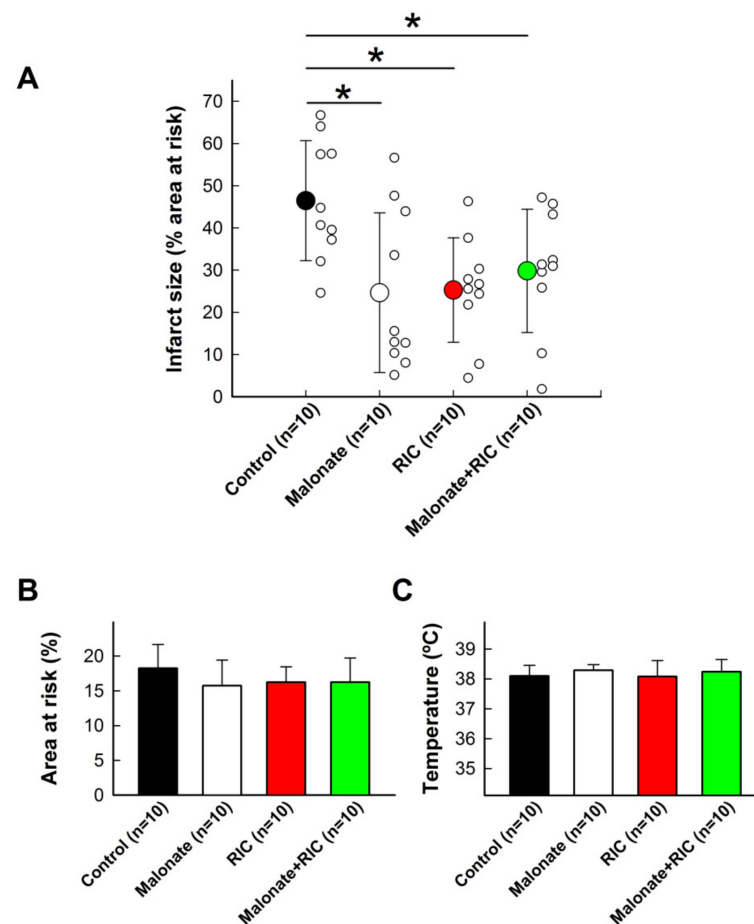 *
*
*
A
Infarct size (% area at risk)
70
60
50
40
30
20
10
0
Control (n=10)
Malonate (n=10)
RIC (n=10)
Malonate+RIC (n=10)
B
Area at risk (%)
20
15
10
5
0
Control (n=10)
Malonate (n=10)
RIC (n=10)
Malonate+RIC (n=10)
C
Temperature (ºC)
39
38
37
36
35
Control (n=10)
Malonate (n=10)
RIC (n=10)
Malonate+RIC (n=10)